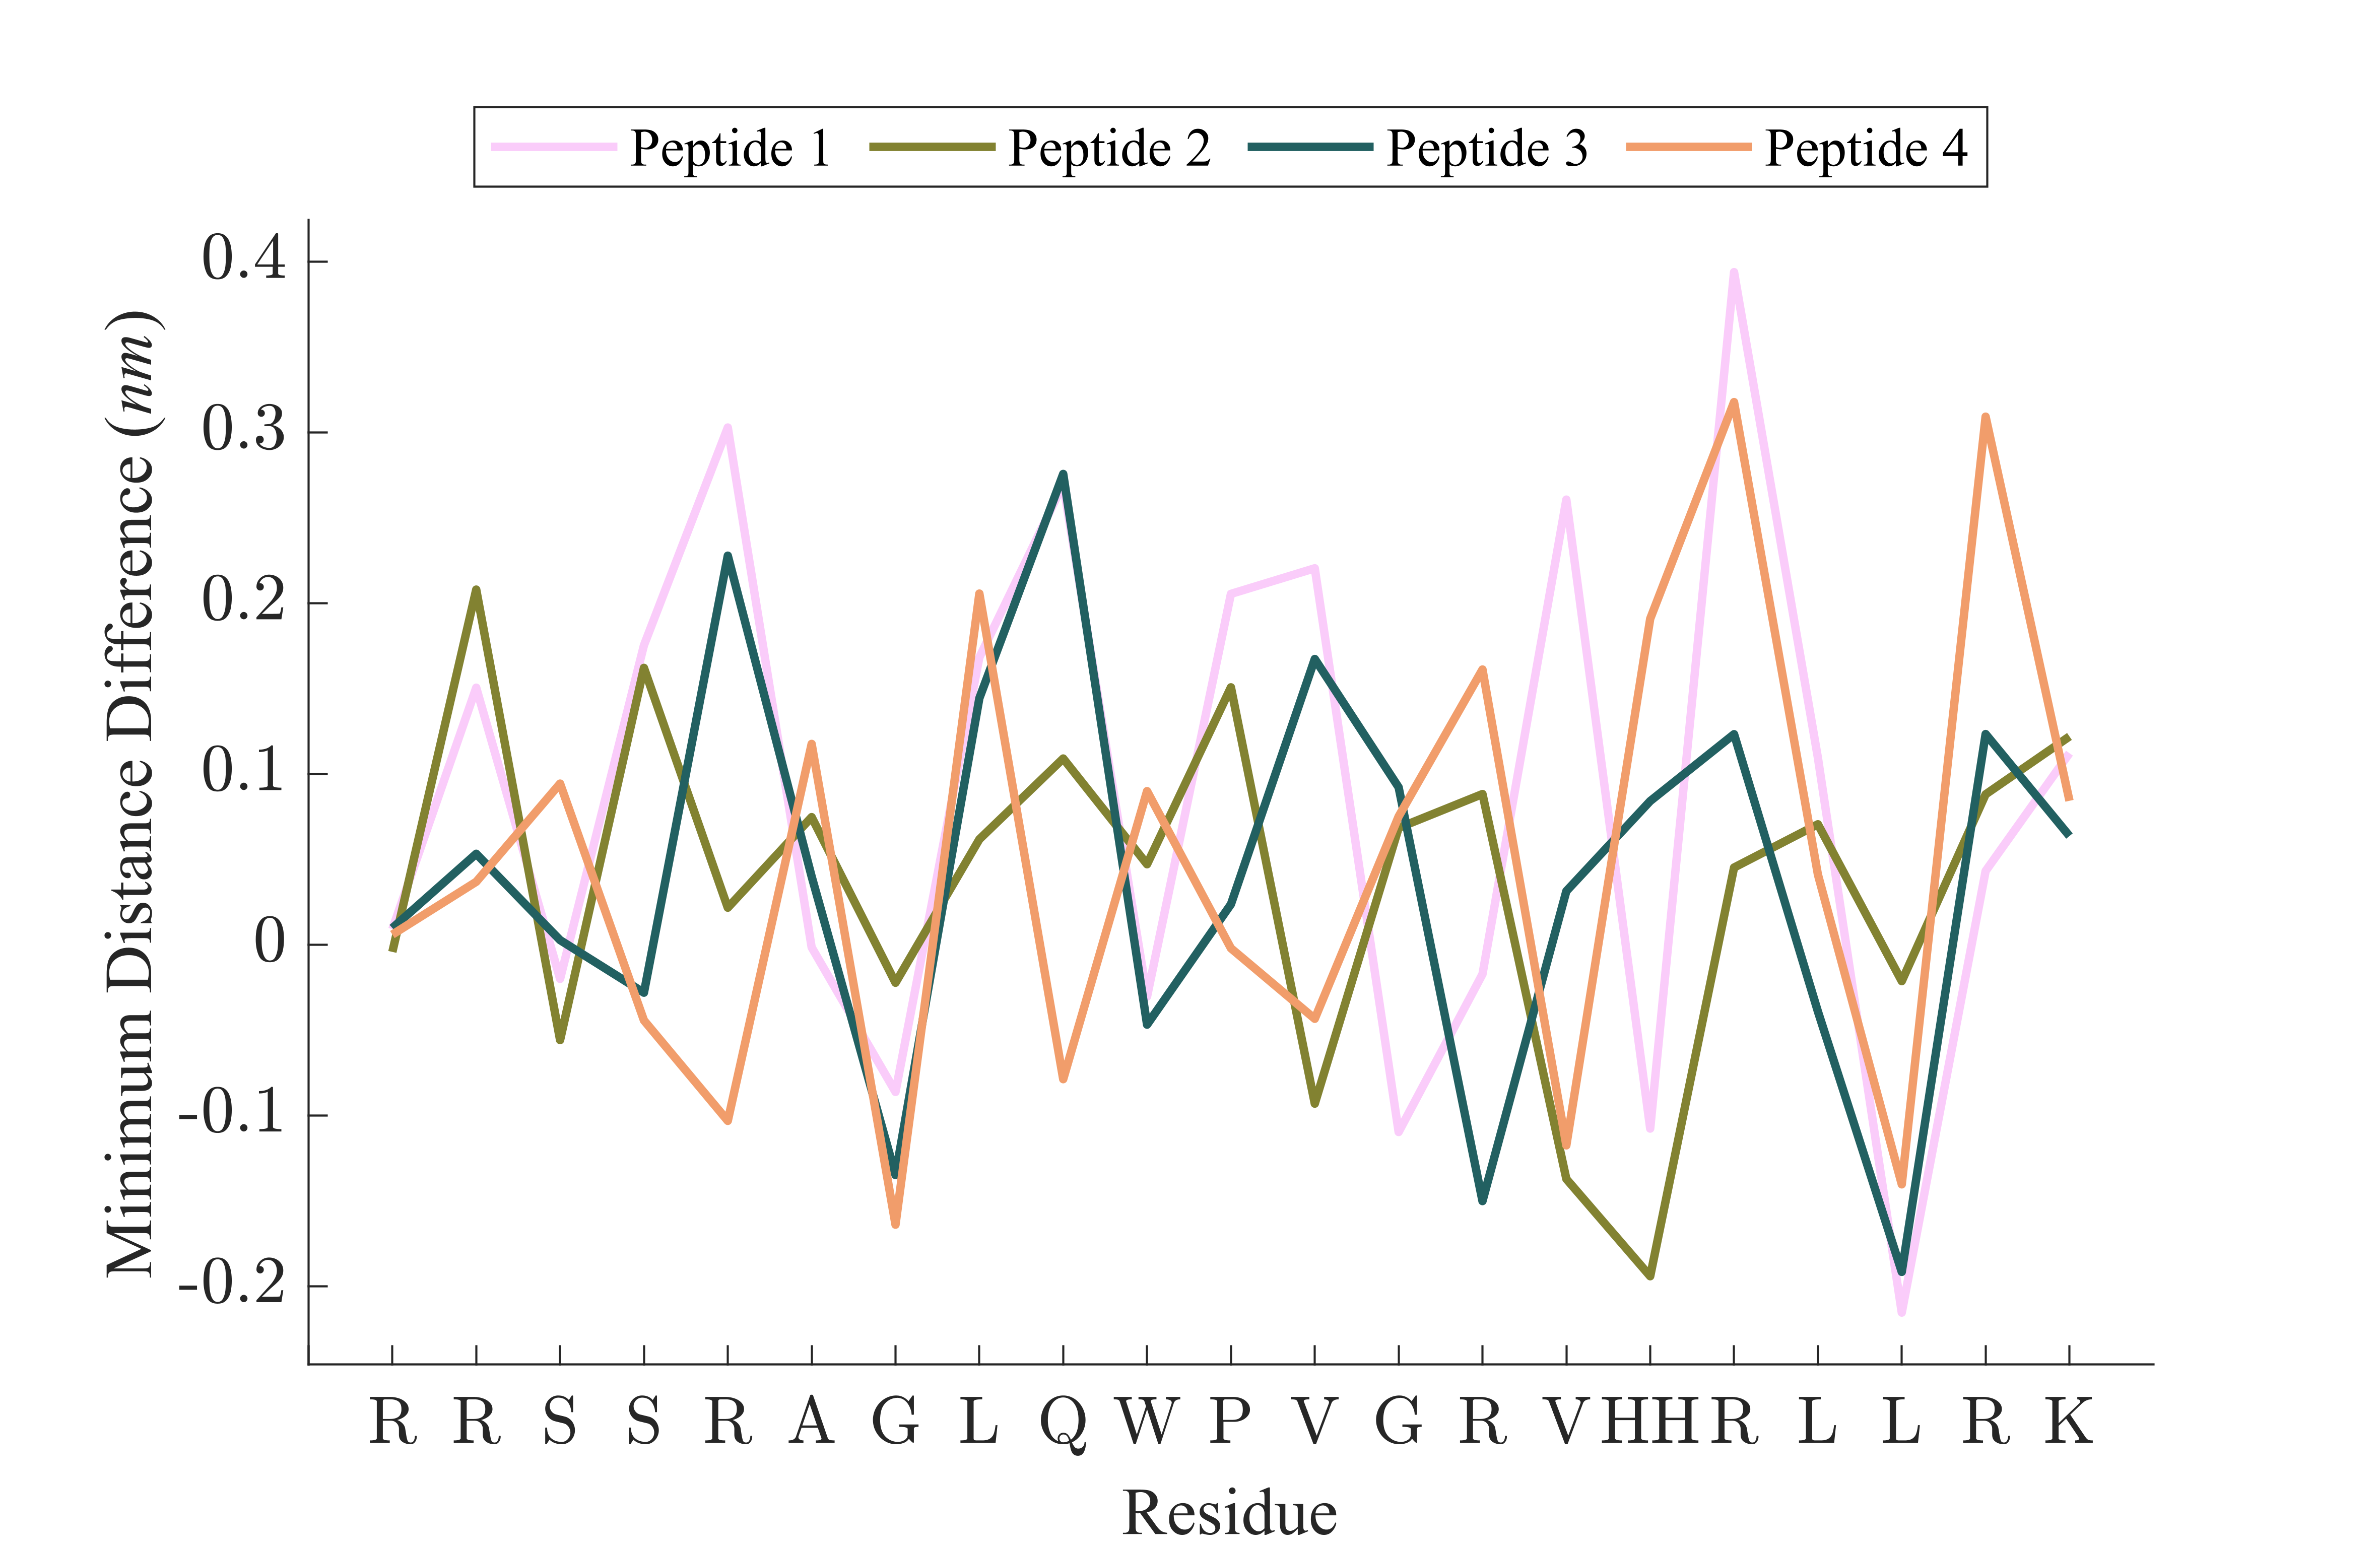 Peptide 1 Peptide 2 Peptide 3 Peptide 4
Minimum Distance Difference (nm)
0.4
0.3
0.2
0.1
0
-0.1
-0.2
R R S S R A G L Q W P V G R V HHH R L L R K
Residue